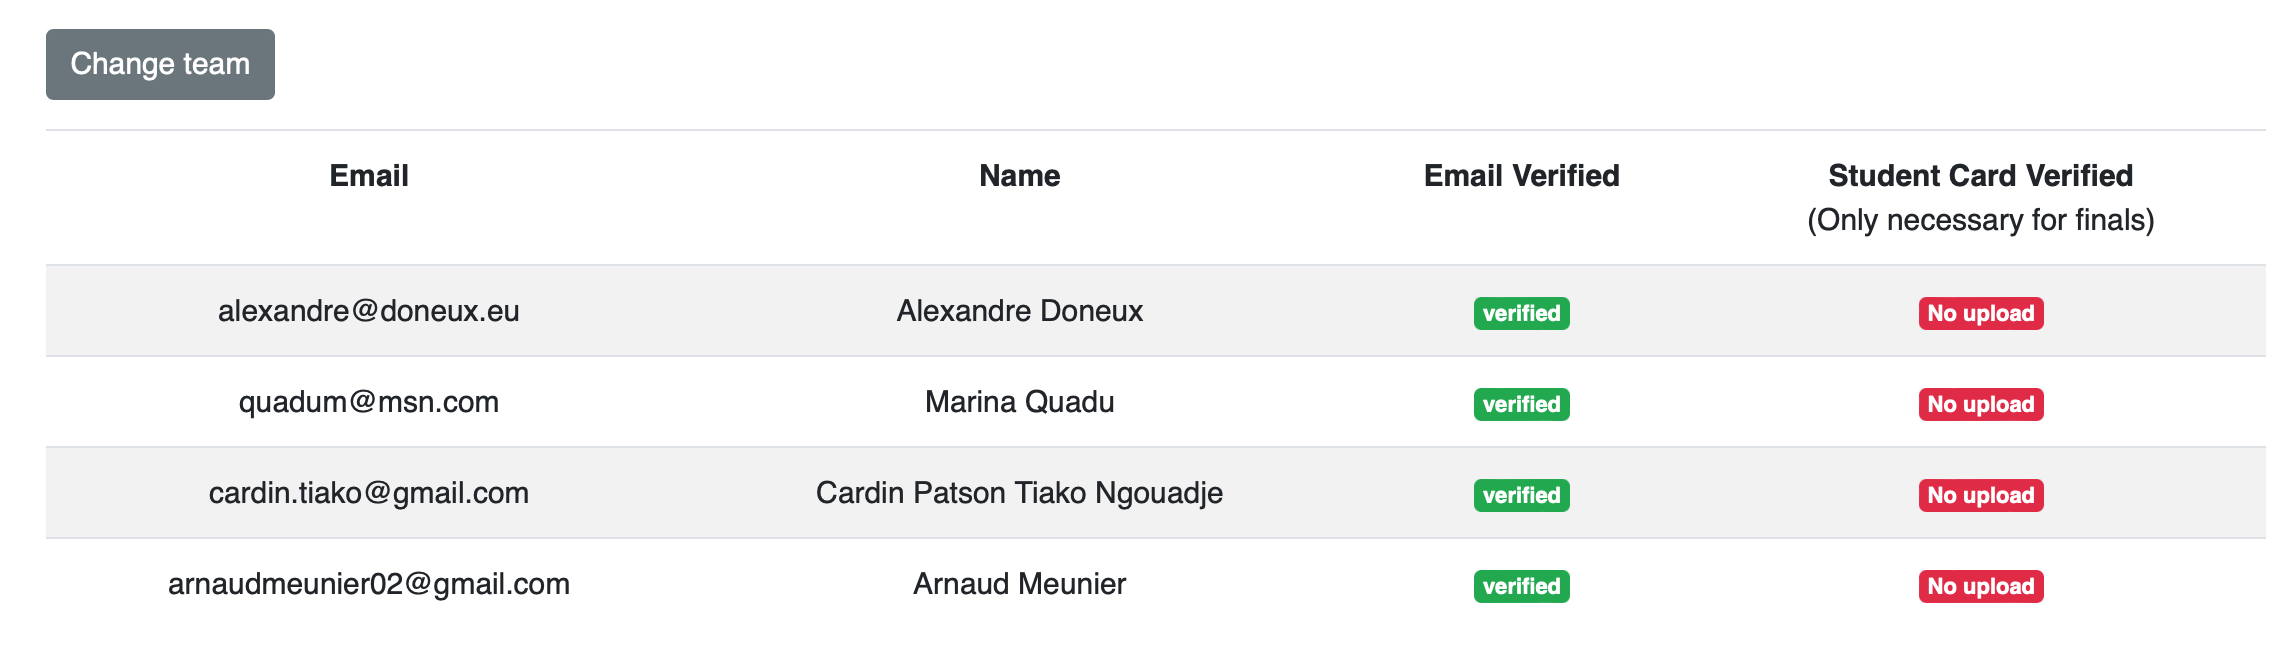 Change team
Email Name Email Verified Student Card Verified
(Only necessary for finals)
alexandre@doneux.eu Alexandre Doneux verified No upload
quadum@msn.com Marina Quadu verified No upload
cardin.tiako@gmail.com Cardin Patson Tiako Ngouadje verified No upload
arnaudmeunier02@gmail.com Arnaud Meunier verified No upload